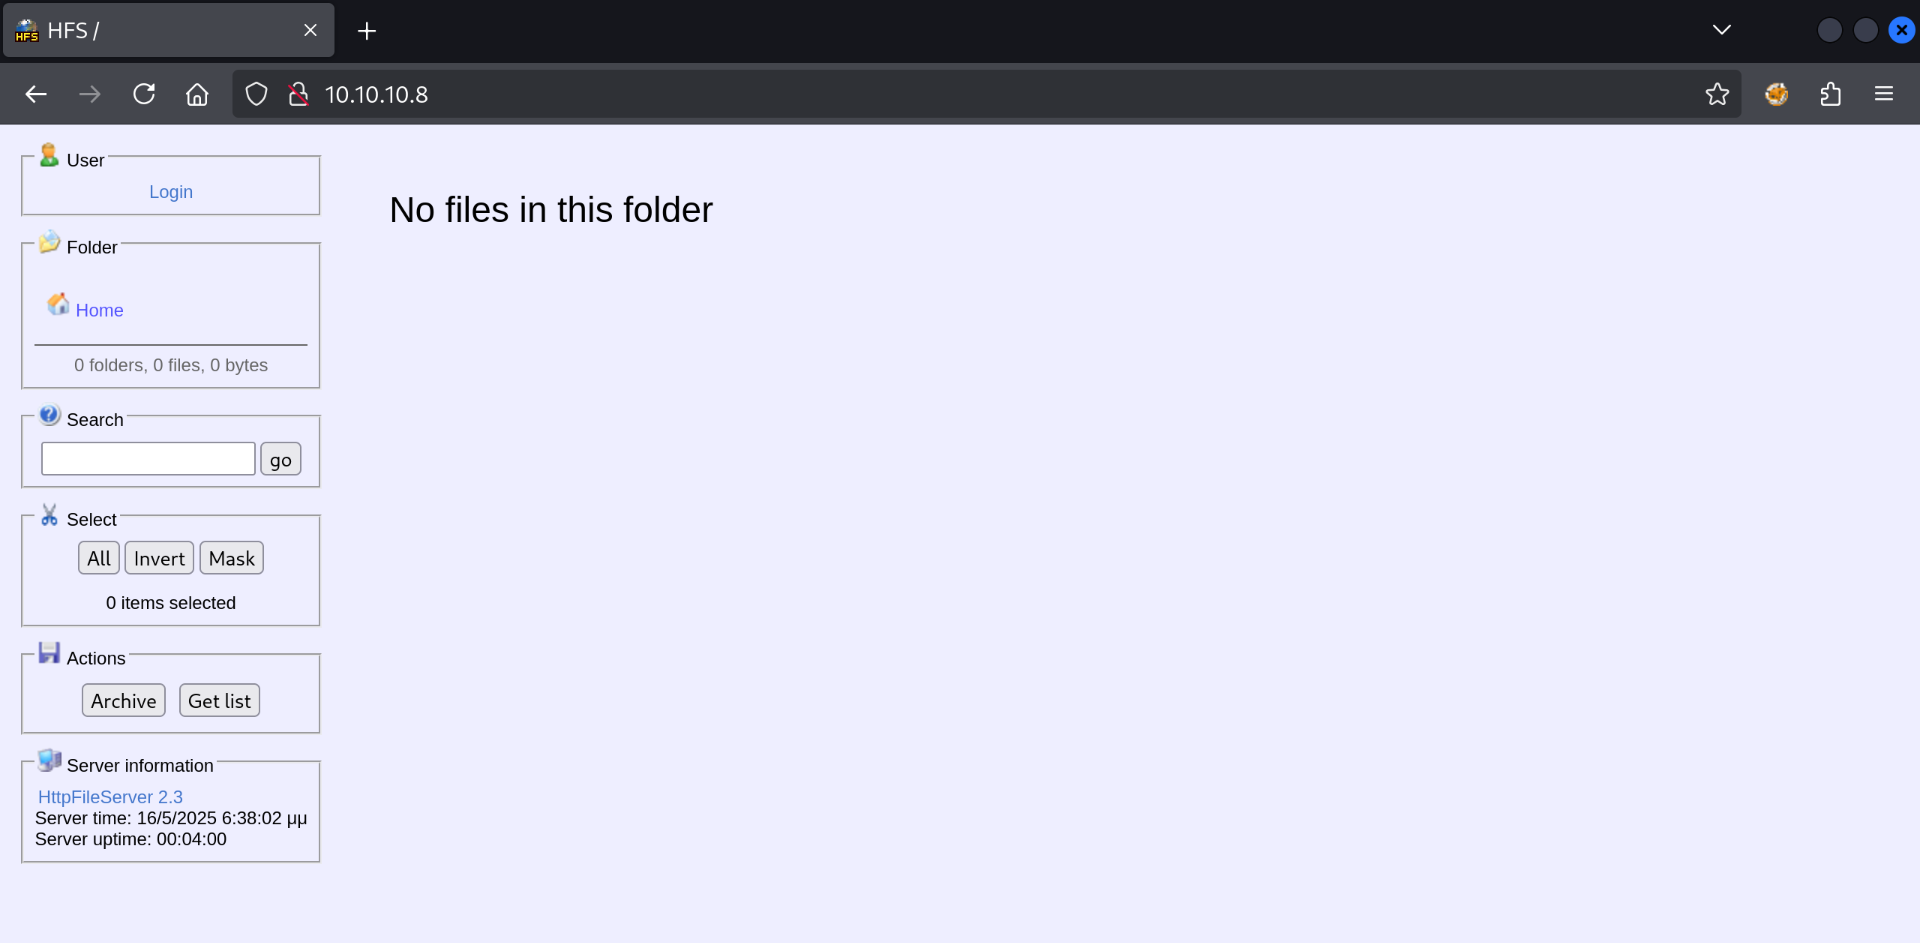 HFS /
10.10.10.8
User
Login
Folder
Home
0 folders, 0 files, 0 bytes
Search
go
Select
All Invert Mask
0 items selected
Actions
Archive Get list
Server information
HttpFileServer 2.3
Server time: 16/5/2025 6:38:02 μμ
Server uptime: 00:04:00
No files in this folder